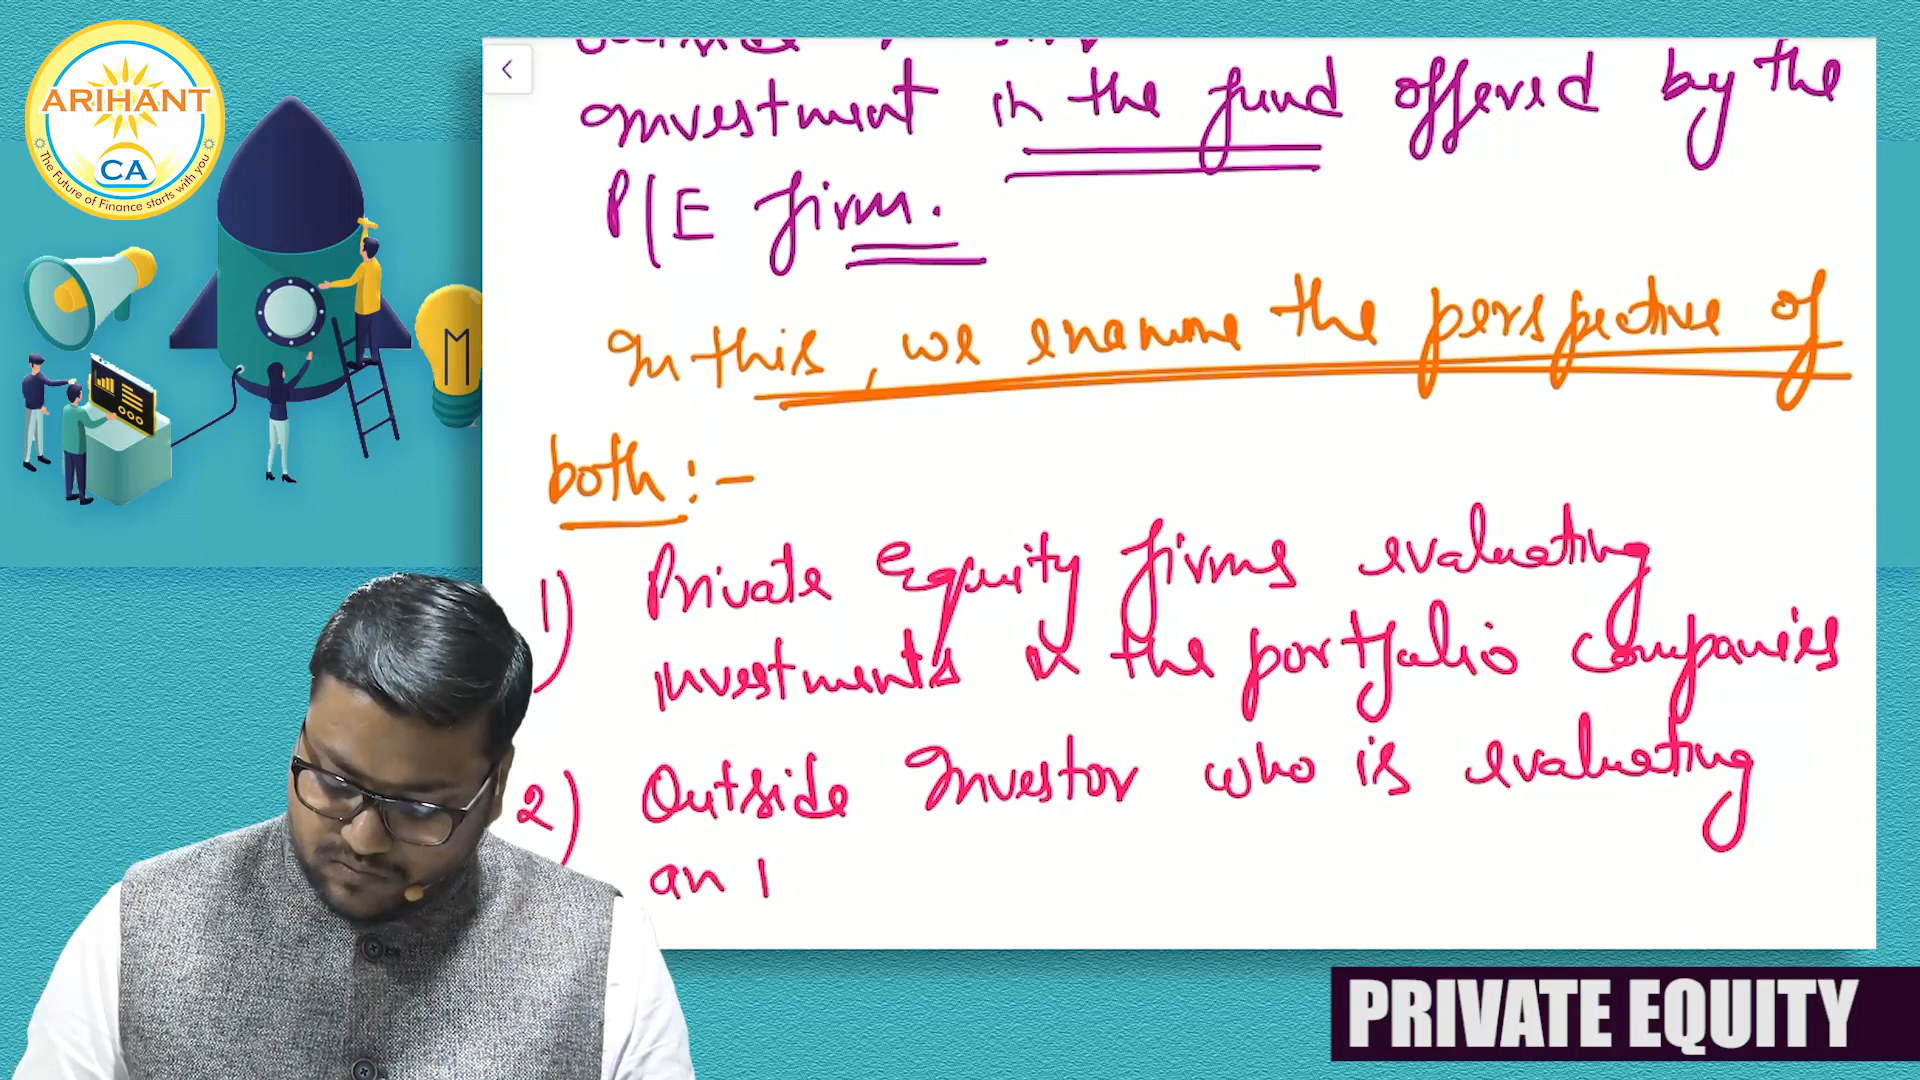 ARIHANT
CA
The Future of Finance starts with you
Investment in the fund offered by the
P/E firm.
In this, we examine the perspective of
both :-
1) Private Equity firms evaluating
investments in the portfolio companies
2) Outside Investor who is evaluating
an
PRIVATE EQUITY